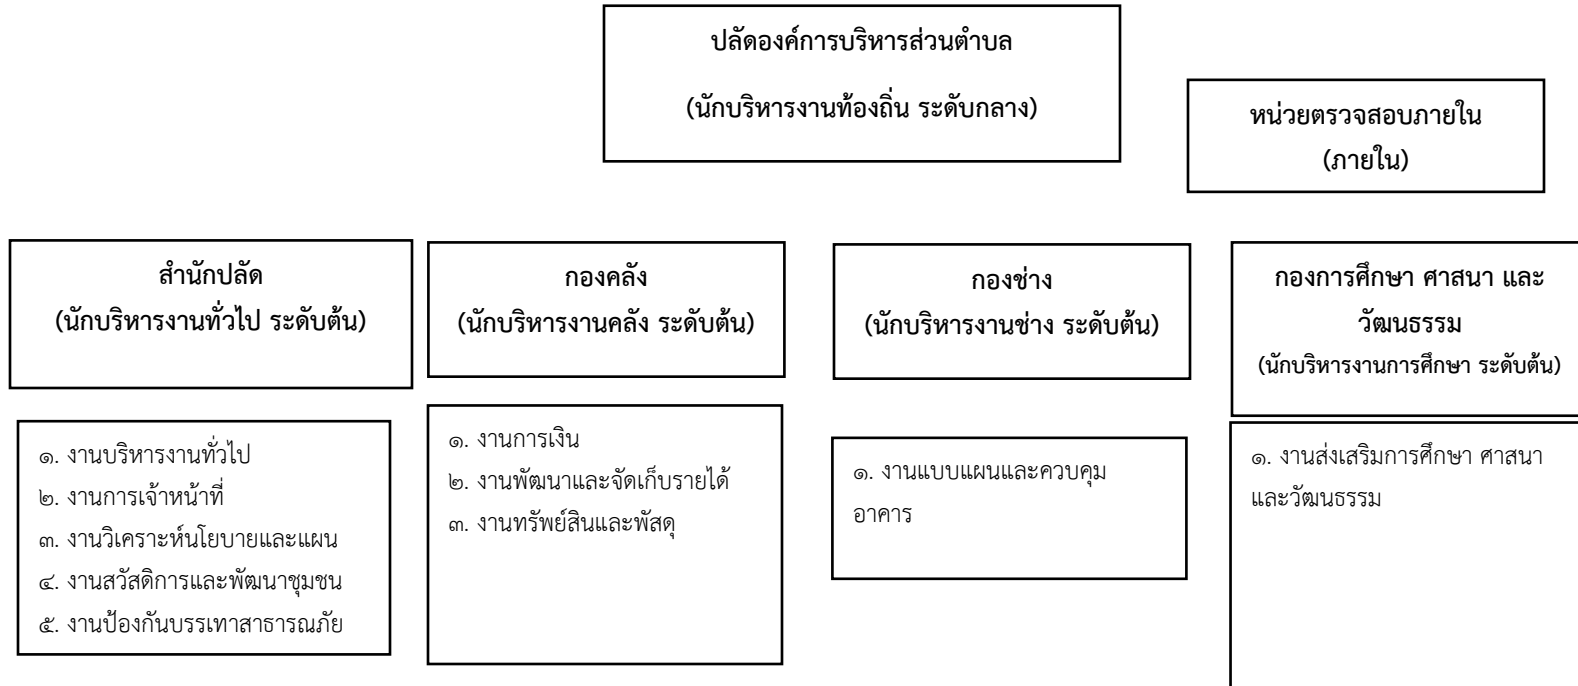 ปลัดองค์การบริหารส่วนตำบล
(นักบริหารงานท้องถิ่น ระดับกลาง)
หน่วยตรวจสอบภายใน
(ภายใน)
สำนักปลัด
(นักบริหารงานทั่วไป ระดับต้น)
กองคลัง
(นักบริหารงานคลัง ระดับต้น)
กองช่าง
(นักบริหารงานช่าง ระดับต้น)
กองการศึกษา ศาสนา และ
วัฒนธรรม
(นักบริหารงานการศึกษา ระดับต้น)
๑. งานบริหารงานทั่วไป
๒. งานการเจ้าหน้าที่
๓. งานวิเคราะห์นโยบายและแผน
๔. งานสวัสดิการและพัฒนาชุมชน
๕. งานป้องกันบรรเทาสาธารณภัย
๑. งานการเงิน
๒. งานพัฒนาและจัดเก็บรายได้
๓. งานทรัพย์สินและพัสดุ
๑. งานแบบแผนและควบคุม
อาคาร
๑. งานส่งเสริมการศึกษา ศาสนา
และวัฒนธรรม